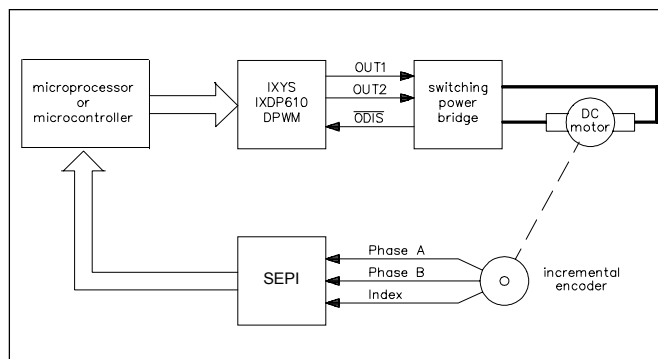 microprocessor
or
microcontroller
IXYS
IXDP610
DPWM
OUT1
OUT2
ODIS
switching
power
bridge
DC
motor
SEPI
Phase A
Phase B
Index
incremental
encoder